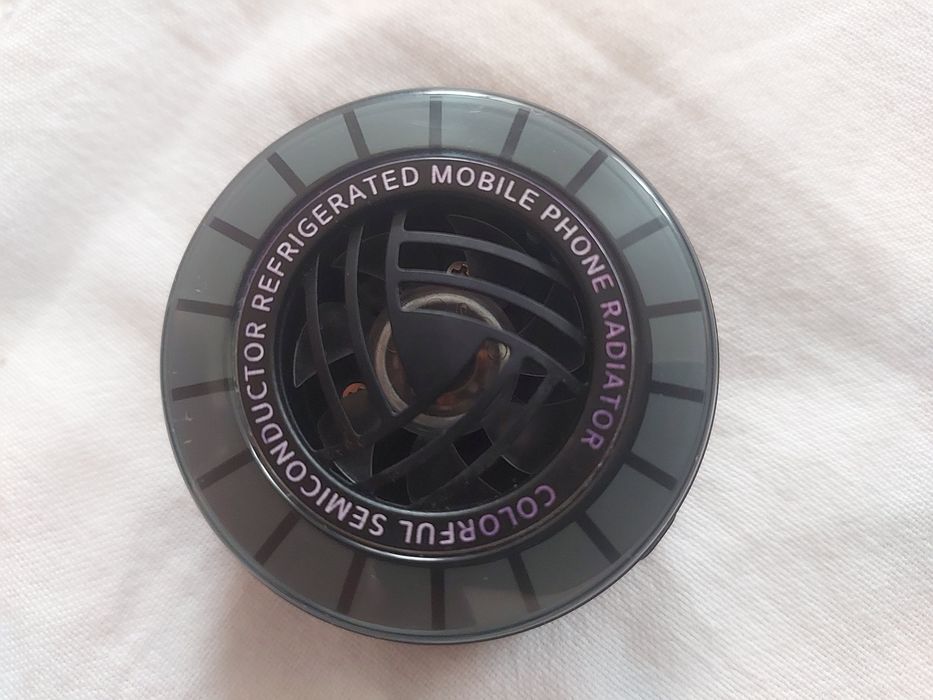 COLORFUL SEMICONDUCTOR REFRIGERATED MOBILE PHONE RADIATOR